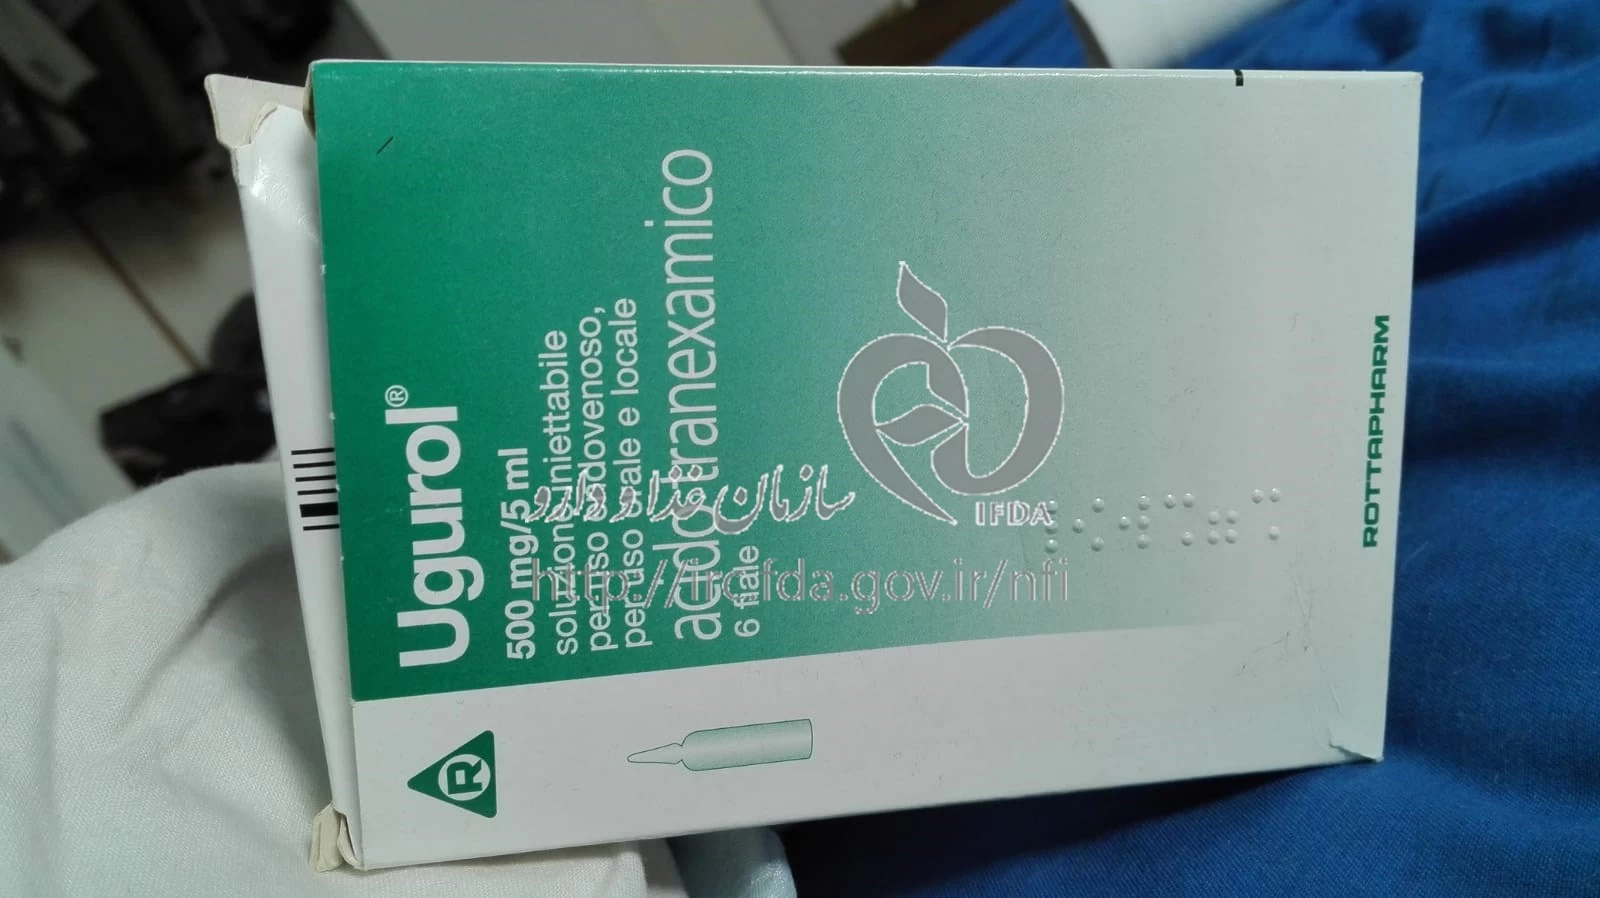 Ugurol®
500 mg/5 ml
soluzione iniettabile
per uso endovenoso,
per uso orale e locale
acido tranexamico
6 fiale
R
ROTTAPHARM
سازمان غذا و دارو
IFDA
http://irc.fda.gov.ir/nfi